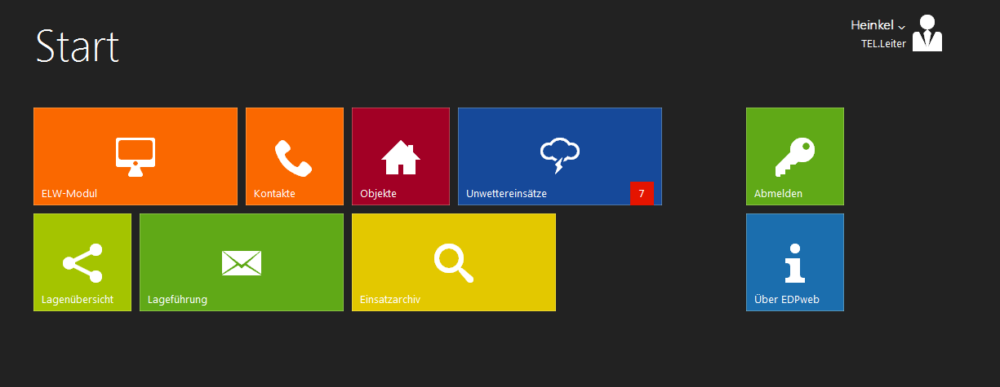 Start
Heinkel
TEL.Leiter
ELW-Modul
Kontakte
Objekte
Unwettereinsätze
7
Abmelden
Lagenübersicht
Lageführung
Einsatzarchiv
Über EDPweb